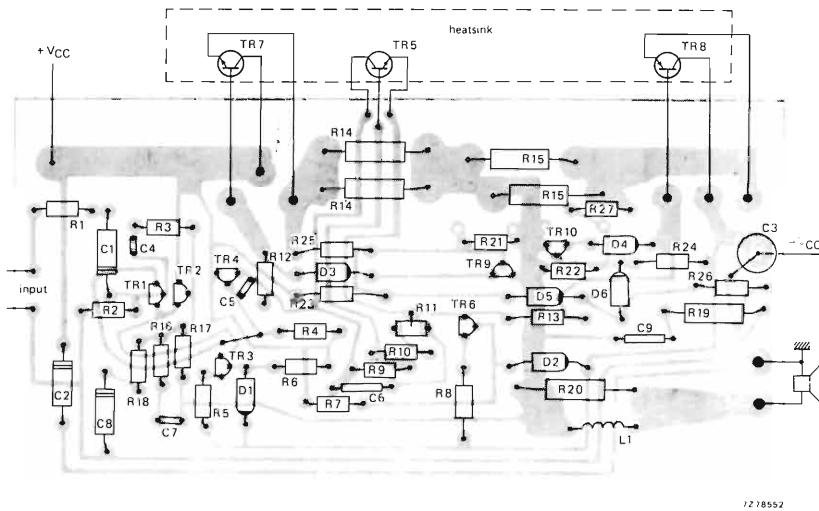 heatsink
+ VCC
TR7
TR5
TR8
R14
R15
R14
R15
R27
R1
R3
C4
C1
R25
R12
TR4
R21
TR10
D4
R24
C3
D3
TR1
TR2
C5
TR9
R22
D6
R26
input
R2
R23
D5
R11
TR6
R13
R19
R16
R17
R4
C9
R10
TR3
R6
R9
D2
R18
C2
C8
R5
D1
C6
R7
R8
R20
C7
L1
7Z78552